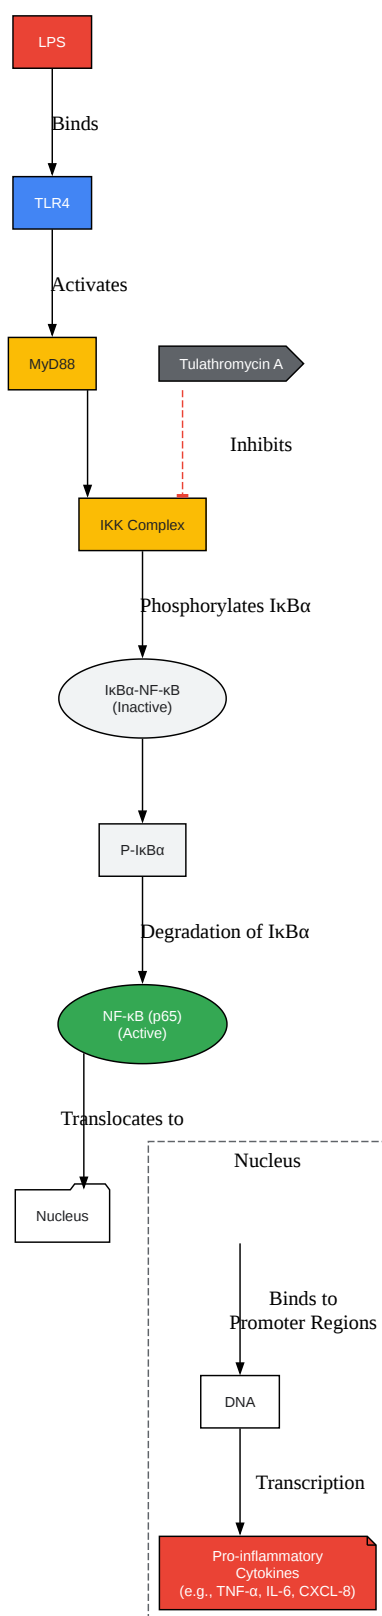 LPS
Binds
TLR4
Activates
MyD88
Tulathromycin A
Inhibits
IKK Complex
Phosphorylates IκBα
IκBα-NF-κB
(Inactive)
P-IκBα
Degradation of IκBα
NF-κB (p65)
(Active)
Translocates to
Nucleus
Nucleus
Binds to
Promoter Regions
DNA
Transcription
Pro-inflammatory
Cytokines
(e.g., TNF-α, IL-6, CXCL-8)